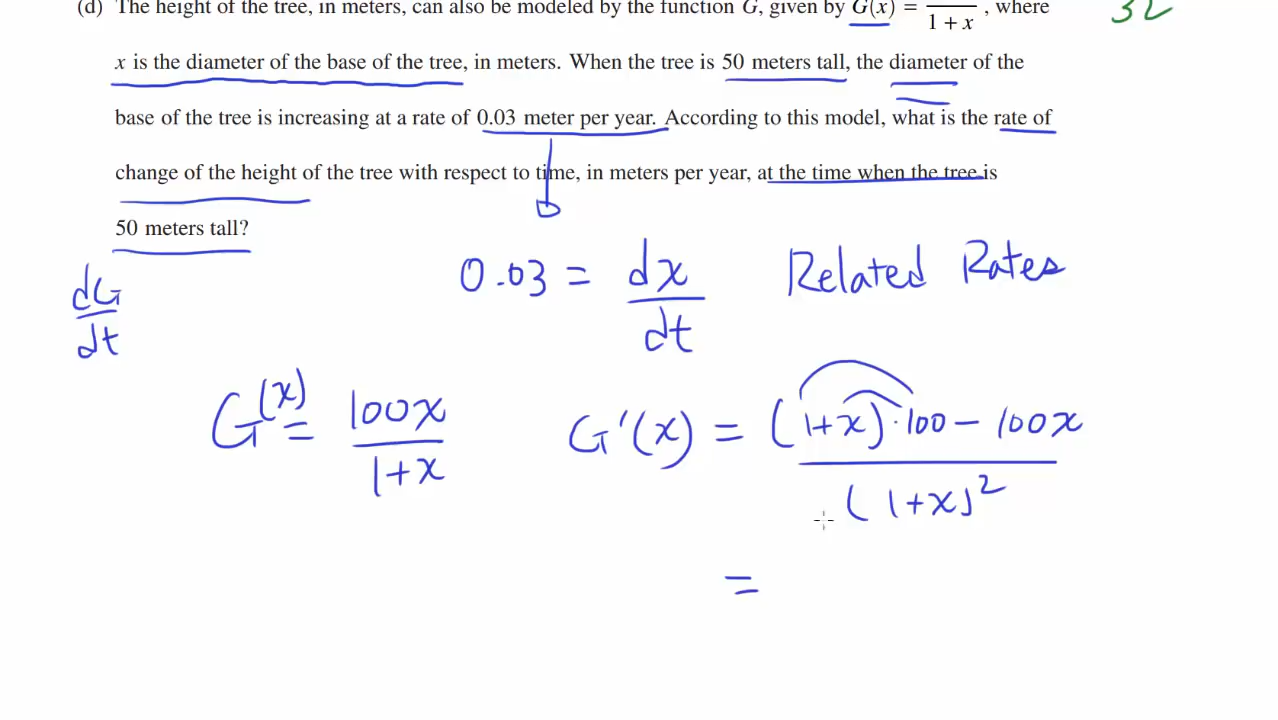 (d) The height of the tree, in meters, can also be modeled by the function G, given by G(x) = ―――, where
1 + x
32
x is the diameter of the base of the tree, in meters. When the tree is 50 meters tall, the diameter of the
base of the tree is increasing at a rate of 0.03 meter per year. According to this model, what is the rate of
change of the height of the tree with respect to time, in meters per year, at the time when the tree is
50 meters tall?
dG/dt
0.03 = dx/dt
Related Rates
G(x) = 100x/1+x
G'(x) = (1+x)·100 − 100x/(1+x)²
=